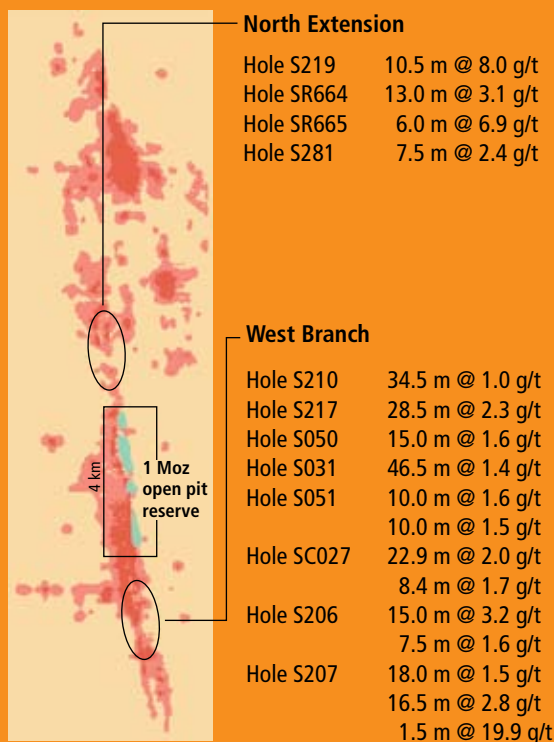 North Extension
Hole S219 10.5 m @ 8.0 g/t
Hole SR664 13.0 m @ 3.1 g/t
Hole SR665 6.0 m @ 6.9 g/t
Hole S281 7.5 m @ 2.4 g/t
West Branch
Hole S210 34.5 m @ 1.0 g/t
Hole S217 28.5 m @ 2.3 g/t
Hole S050 15.0 m @ 1.6 g/t
Hole S031 46.5 m @ 1.4 g/t
Hole S051 10.0 m @ 1.6 g/t
10.0 m @ 1.5 g/t
Hole SC027 22.9 m @ 2.0 g/t
8.4 m @ 1.7 g/t
Hole S206 15.0 m @ 3.2 g/t
7.5 m @ 1.6 g/t
Hole S207 18.0 m @ 1.5 g/t
16.5 m @ 2.8 g/t
1.5 m @ 19.9 g/t
4 km
1 Moz
open pit
reserve